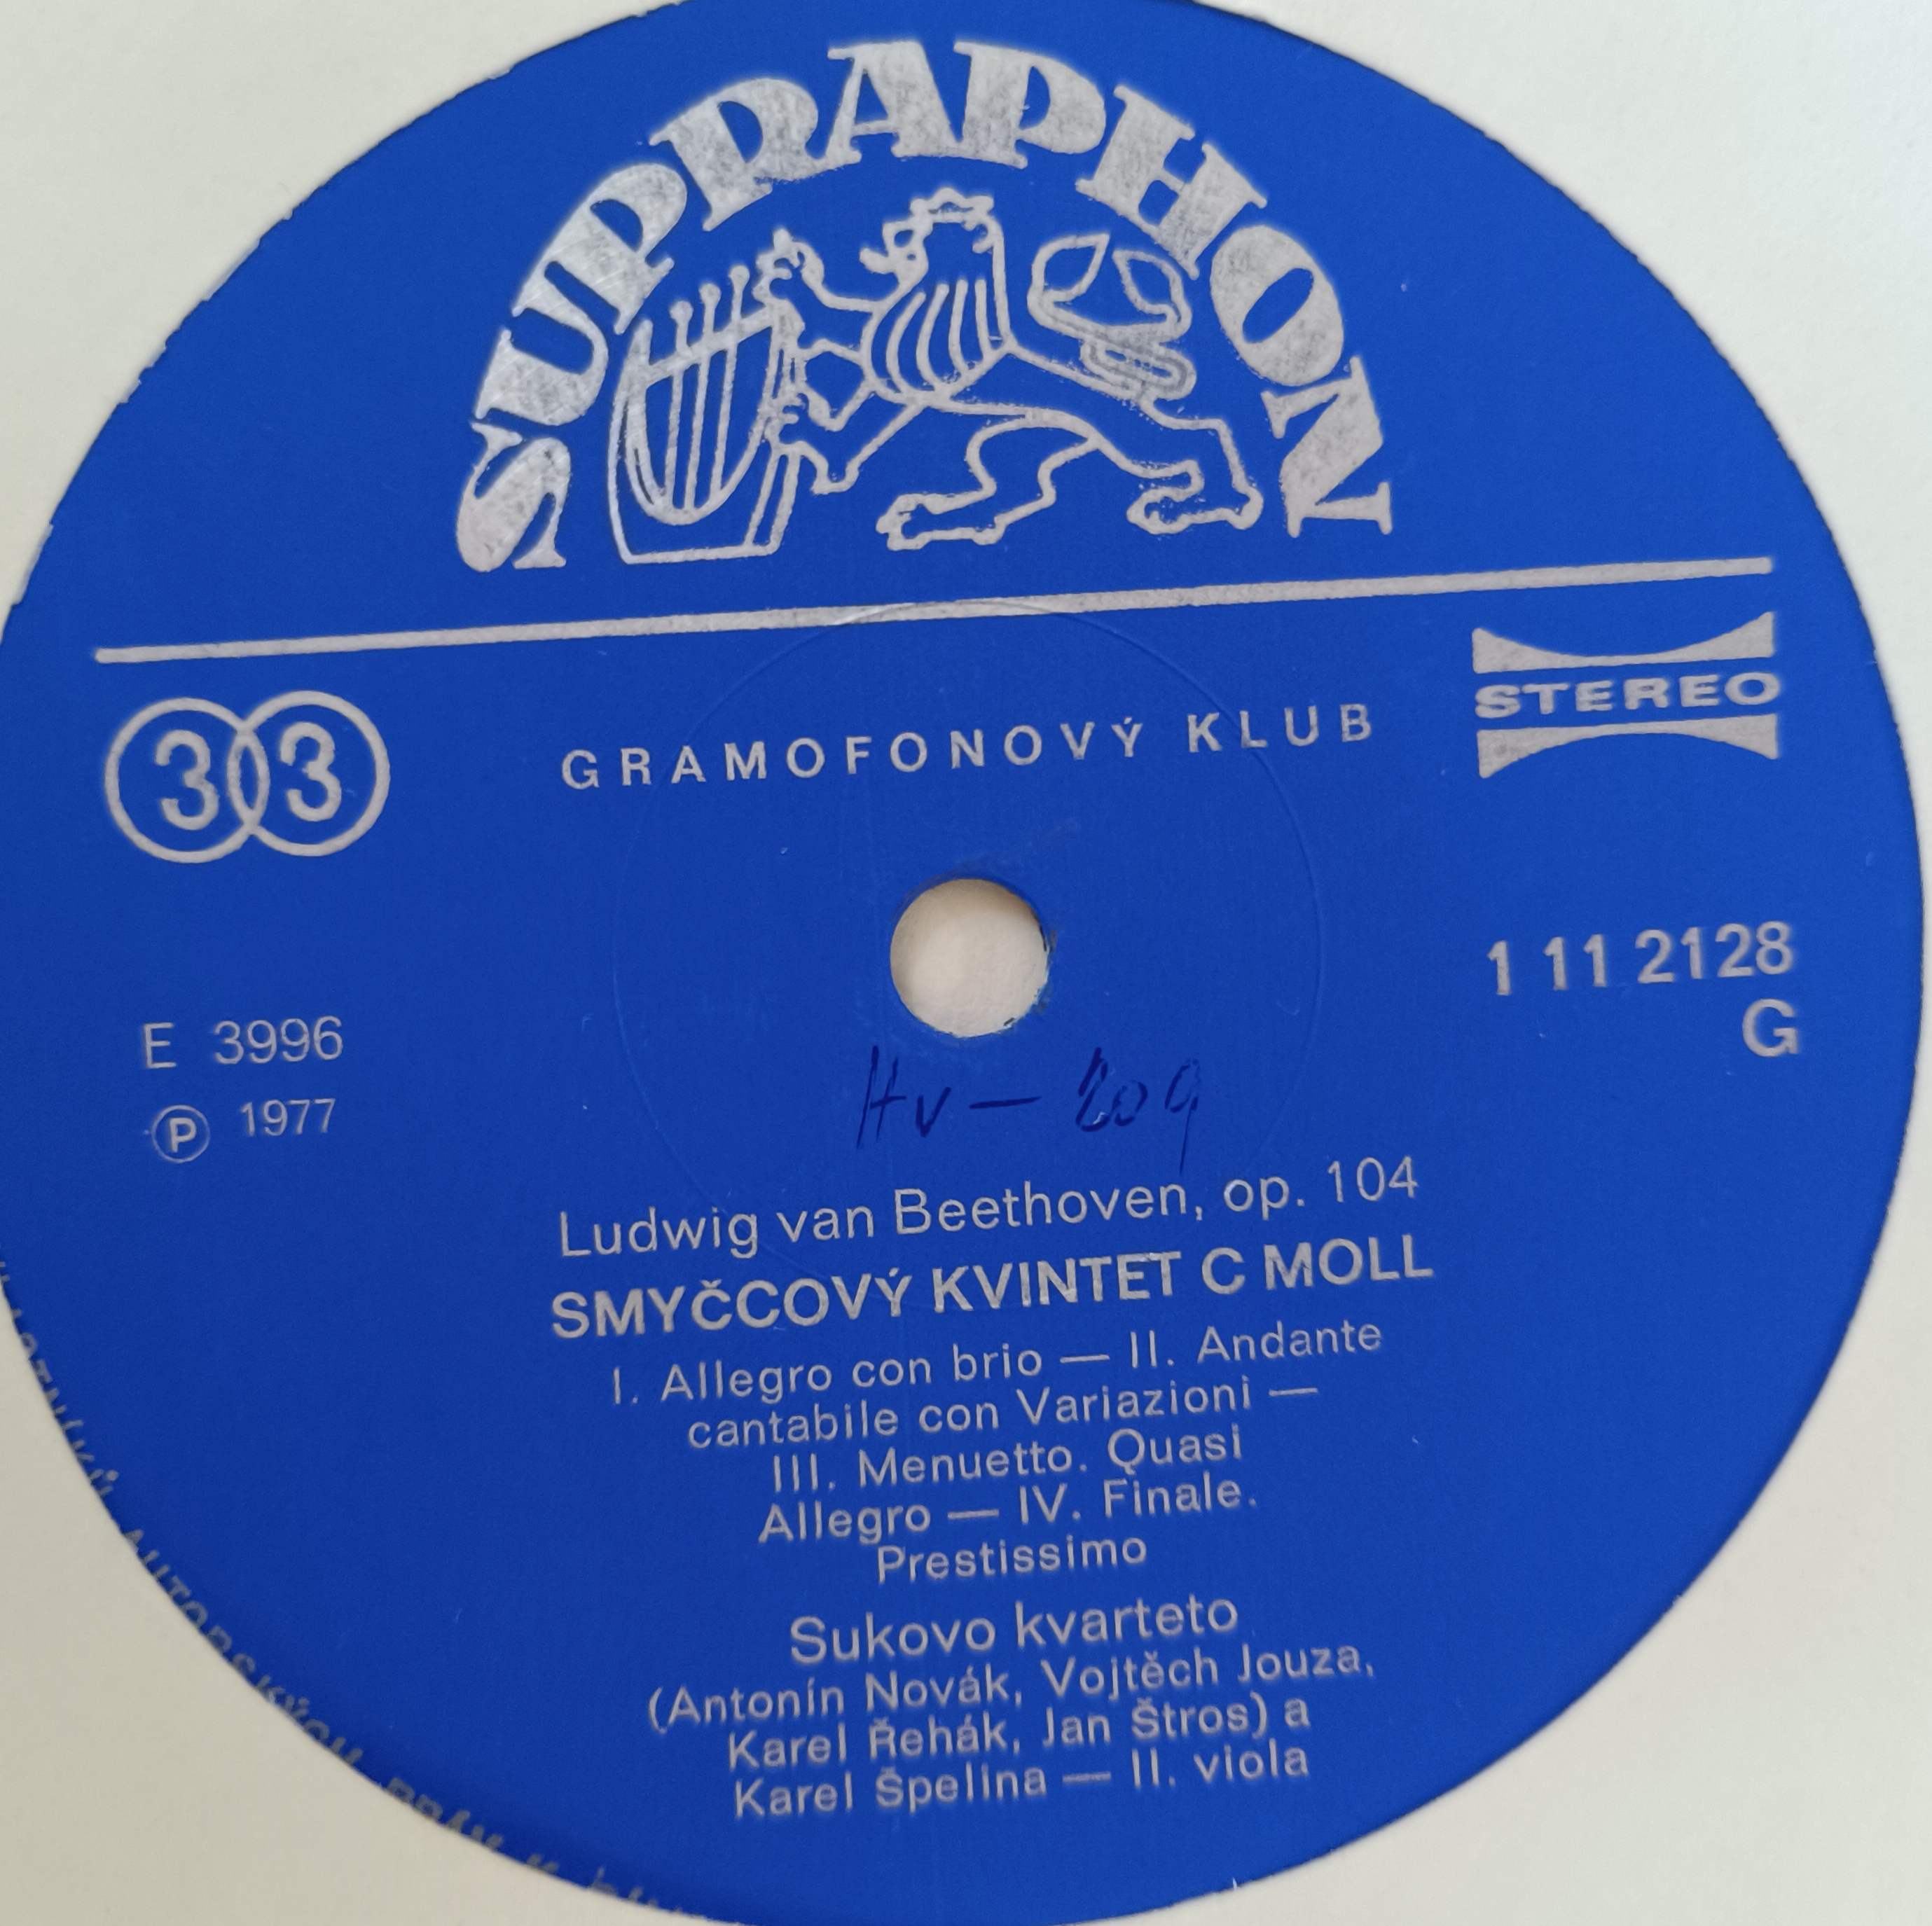 SUPRAPHON
33
GRAMOFONOVÝ KLUB
STEREO
1 11 2128
G
E 3996
Ⓟ 1977
Hv — 209
Ludwig van Beethoven, op. 104
SMYČCOVÝ KVINTET C MOLL
I. Allegro con brio — II. Andante
cantabile con Variazioni —
III. Menuetto. Quasi
Allegro — IV. Finale.
Prestissimo
Sukovo kvarteto
(Antonín Novák, Vojtěch Jouza,
Karel Řehák, Jan Štros) a
Karel Špelina — II. viola